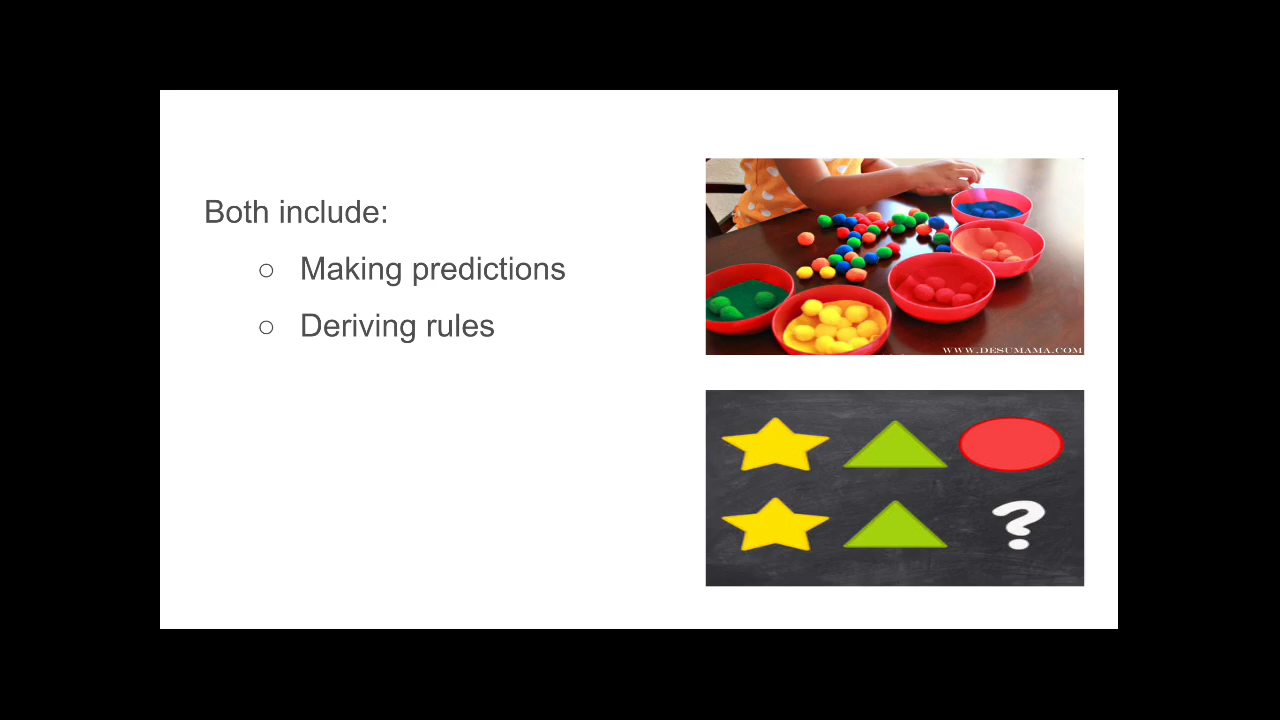 Both include:
○ Making predictions
○ Deriving rules
WWW.DESUMAMA.COM
?